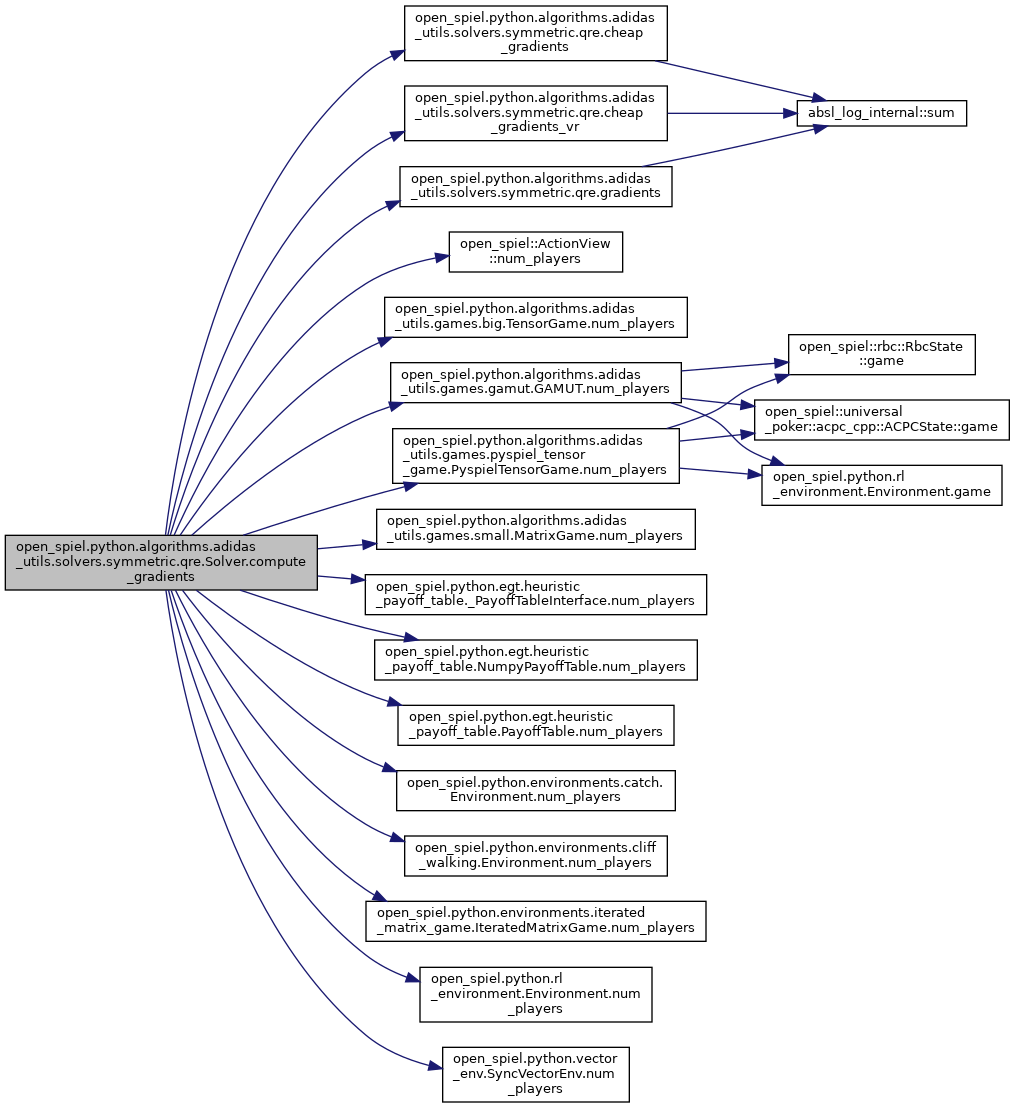 open_spiel.python.algorithms.adidas
_utils.solvers.symmetric.qre.Solver.compute
_gradients
open_spiel.python.algorithms.adidas
_utils.solvers.symmetric.qre.cheap
_gradients
open_spiel.python.algorithms.adidas
_utils.solvers.symmetric.qre.cheap
_gradients_vr
open_spiel.python.algorithms.adidas
_utils.solvers.symmetric.qre.gradients
absl_log_internal::sum
open_spiel::ActionView
::num_players
open_spiel.python.algorithms.adidas
_utils.games.big.TensorGame.num_players
open_spiel.python.algorithms.adidas
_utils.games.gamut.GAMUT.num_players
open_spiel::rbc::RbcState
::game
open_spiel::universal
_poker::acpc_cpp::ACPCState::game
open_spiel.python.rl
_environment.Environment.game
open_spiel.python.algorithms.adidas
_utils.games.pyspiel_tensor
_game.PyspielTensorGame.num_players
open_spiel.python.algorithms.adidas
_utils.games.small.MatrixGame.num_players
open_spiel.python.egt.heuristic
_payoff_table._PayoffTableInterface.num_players
open_spiel.python.egt.heuristic
_payoff_table.NumpyPayoffTable.num_players
open_spiel.python.egt.heuristic
_payoff_table.PayoffTable.num_players
open_spiel.python.environments.catch.
Environment.num_players
open_spiel.python.environments.cliff
_walking.Environment.num_players
open_spiel.python.environments.iterated
_matrix_game.IteratedMatrixGame.num_players
open_spiel.python.rl
_environment.Environment.num
_players
open_spiel.python.vector
_env.SyncVectorEnv.num
_players